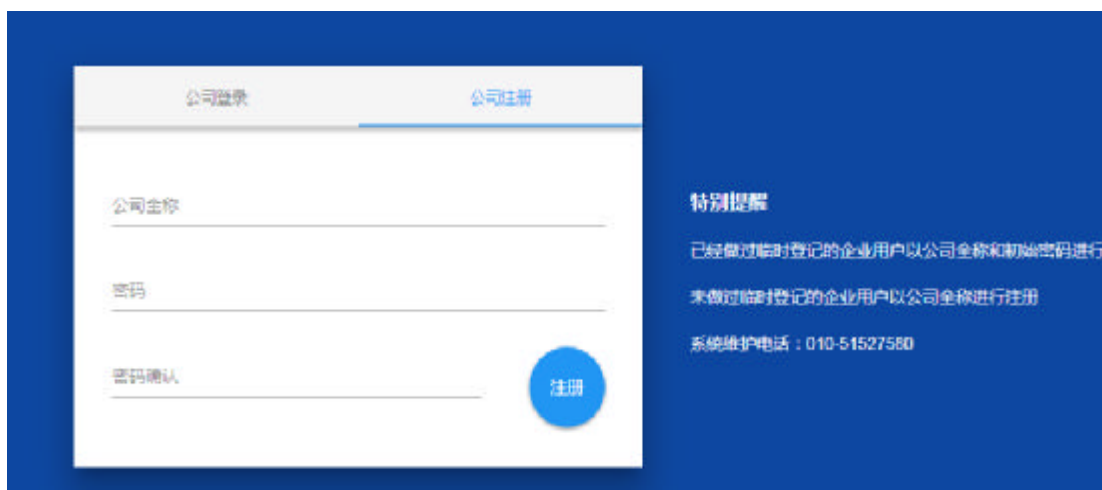 公司登录
公司注册
公司全称
密码
密码确认
注册
特别提醒
已经做过临时登记的企业用户以公司全称和初始密码进行
未做过临时登记的企业用户以公司全称进行注册
系统维护电话：010-51527580